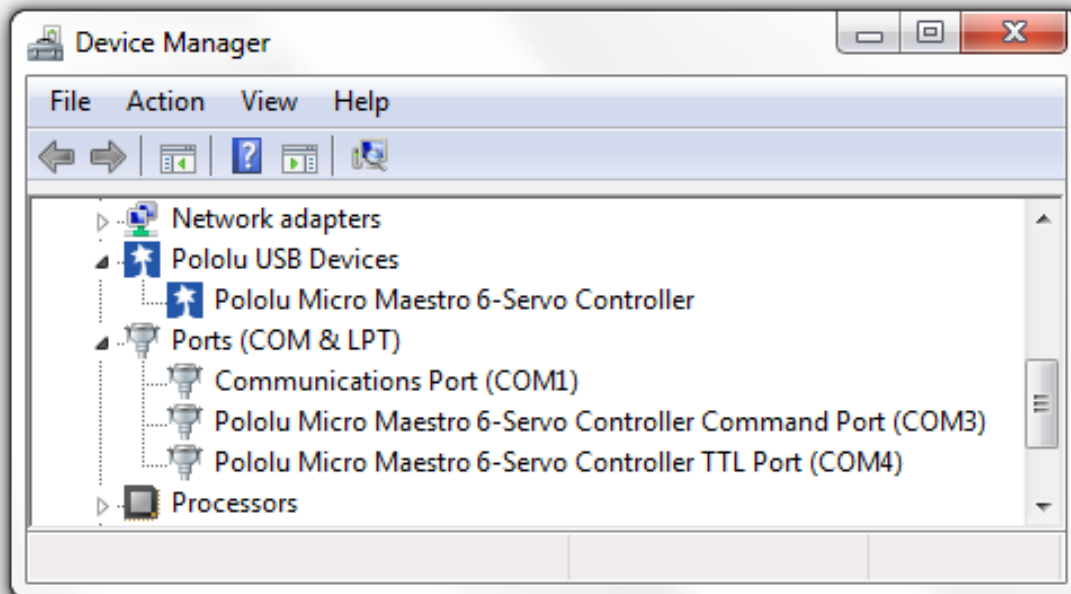 Device Manager
File Action View Help
Network adapters
Pololu USB Devices
Pololu Micro Maestro 6-Servo Controller
Ports (COM & LPT)
Communications Port (COM1)
Pololu Micro Maestro 6-Servo Controller Command Port (COM3)
Pololu Micro Maestro 6-Servo Controller TTL Port (COM4)
Processors